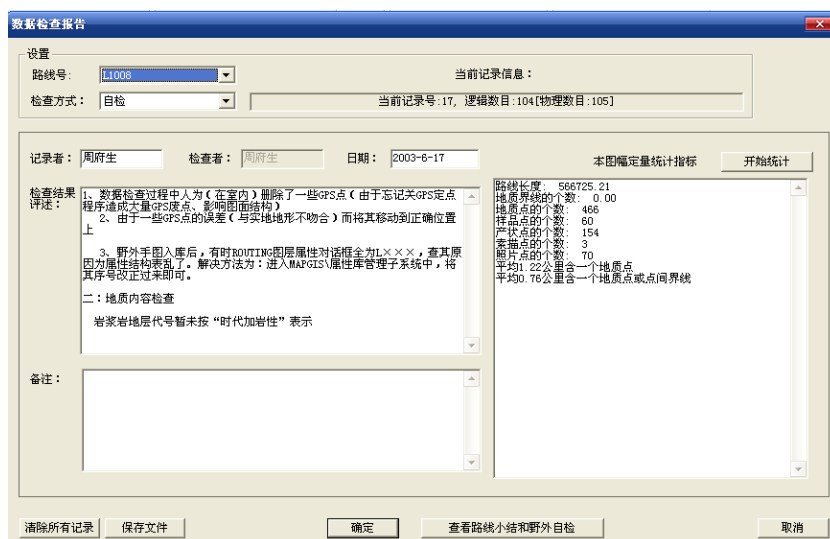 数据检查报告
设置
路线号:
L1008
当前记录信息：
检查方式：
自检
当前记录号:17, 逻辑数目:104[物理数目:105]
记录者：
周府生
检查者：
周府生
日期：
2003-6-17
本图幅定量统计指标
开始统计
检查结果
评述：
1、数据检查过程中人为(在室内)删除了一些GPS点(由于忘记关GPS定点
程序造成大量GPS废点、影响图面结构)
2、由于一些GPS点的误差(与实地地形不吻合)而将其移动到正确位置
上
3、野外手图入库后，有时ROUTING图层属性对话框全为L×××，查其原
因为属性结构表乱了。解决方法为：进入MAPGIS\属性库管理子系统中，将
其序号改正过来即可。
二：地质内容检查
岩浆岩地层代号暂未按“时代加岩性”表示
路线长度: 566725.21
地质界线的个数: 0.00
地质点的个数: 466
样品点的个数: 60
产状点的个数: 154
素描点的个数: 3
照片点的个数: 70
平均1.22公里含一个地质点
平均0.76公里含一个地质点或点间界线
备注：
清除所有记录
保存文件
确定
查看路线小结和野外自检
取消